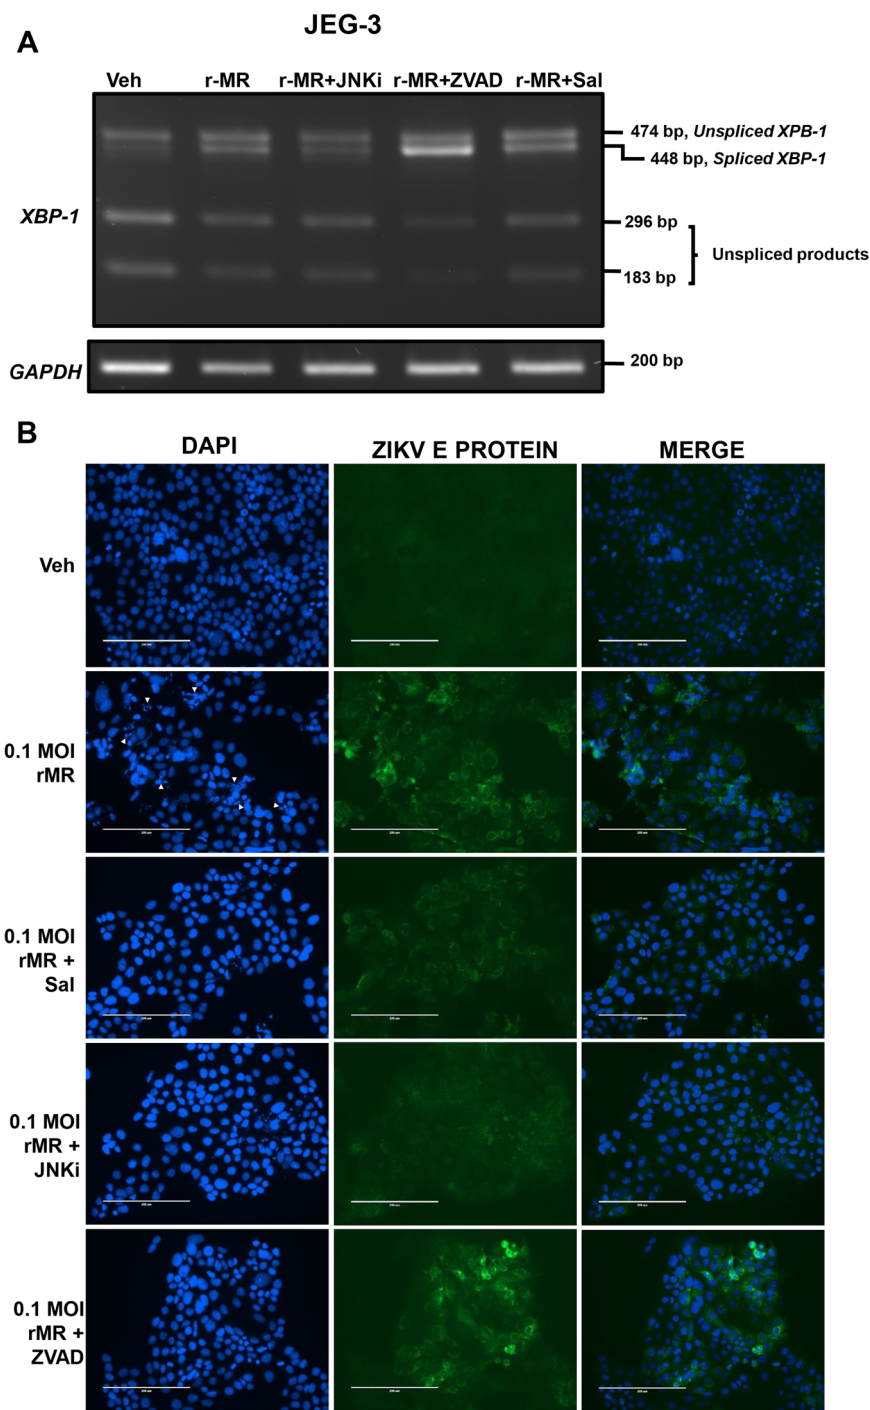 JEG-3
A
Veh r-MR r-MR+JNKi r-MR+ZVAD r-MR+Sal
474 bp, Unspliced XPB-1
448 bp, Spliced XBP-1
XBP-1
296 bp
Unspliced products
183 bp
GAPDH
200 bp
B
DAPI ZIKV E PROTEIN MERGE
Veh
0.1 MOI
rMR
0.1 MOI
rMR +
Sal
0.1 MOI
rMR +
JNKi
0.1 MOI
rMR +
ZVAD